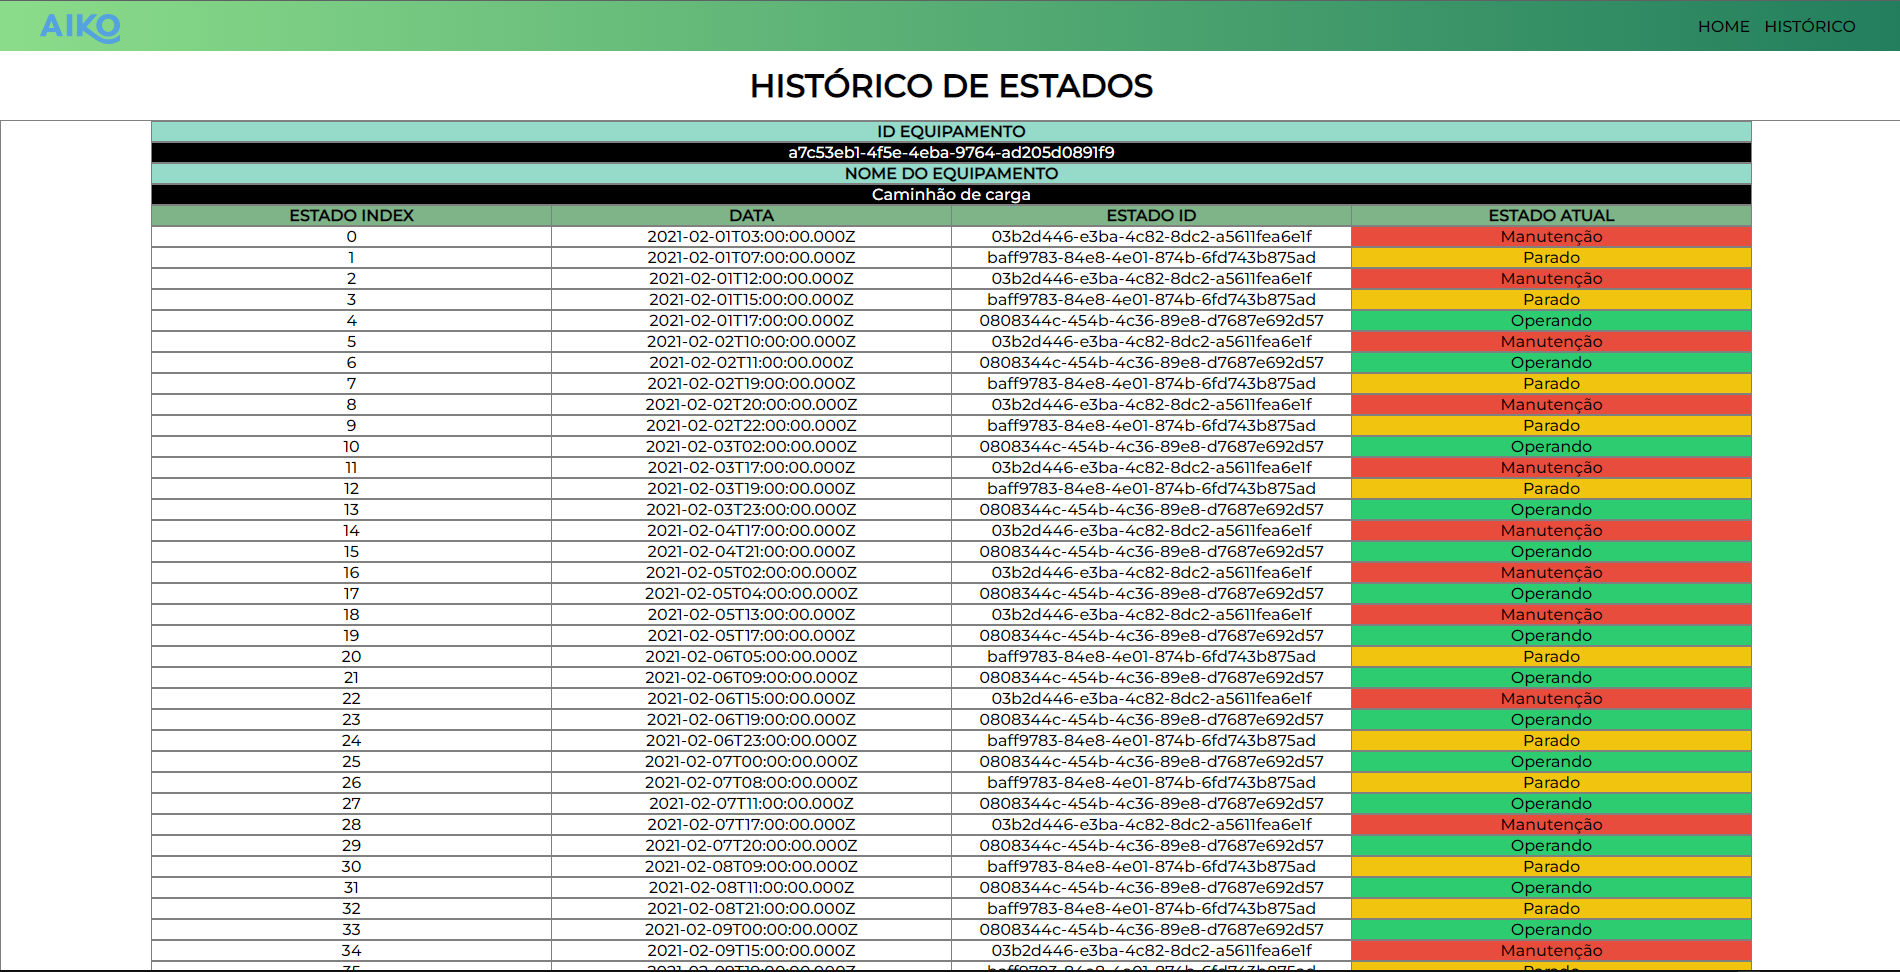 AIKO HOME HISTÓRICO
HISTÓRICO DE ESTADOS
ID EQUIPAMENTO
a7c53eb1-4f5e-4eba-9764-ad205d0891f9
NOME DO EQUIPAMENTO
Caminhão de carga
ESTADO INDEX DATA ESTADO ID ESTADO ATUAL
0 2021-02-01T03:00:00.000Z 03b2d446-e3ba-4c82-8dc2-a5611fea6e1f Manutenção
1 2021-02-01T07:00:00.000Z baff9783-84e8-4e01-874b-6fd743b875ad Parado
2 2021-02-01T12:00:00.000Z 03b2d446-e3ba-4c82-8dc2-a5611fea6e1f Manutenção
3 2021-02-01T15:00:00.000Z baff9783-84e8-4e01-874b-6fd743b875ad Parado
4 2021-02-01T17:00:00.000Z 0808344c-454b-4c36-89e8-d7687e692d57 Operando
5 2021-02-02T10:00:00.000Z 03b2d446-e3ba-4c82-8dc2-a5611fea6e1f Manutenção
6 2021-02-02T11:00:00.000Z 0808344c-454b-4c36-89e8-d7687e692d57 Operando
7 2021-02-02T19:00:00.000Z baff9783-84e8-4e01-874b-6fd743b875ad Parado
8 2021-02-02T20:00:00.000Z 03b2d446-e3ba-4c82-8dc2-a5611fea6e1f Manutenção
9 2021-02-02T22:00:00.000Z baff9783-84e8-4e01-874b-6fd743b875ad Parado
10 2021-02-03T02:00:00.000Z 0808344c-454b-4c36-89e8-d7687e692d57 Operando
11 2021-02-03T17:00:00.000Z 03b2d446-e3ba-4c82-8dc2-a5611fea6e1f Manutenção
12 2021-02-03T19:00:00.000Z baff9783-84e8-4e01-874b-6fd743b875ad Parado
13 2021-02-03T23:00:00.000Z 0808344c-454b-4c36-89e8-d7687e692d57 Operando
14 2021-02-04T17:00:00.000Z 03b2d446-e3ba-4c82-8dc2-a5611fea6e1f Manutenção
15 2021-02-04T21:00:00.000Z 0808344c-454b-4c36-89e8-d7687e692d57 Operando
16 2021-02-05T02:00:00.000Z 03b2d446-e3ba-4c82-8dc2-a5611fea6e1f Manutenção
17 2021-02-05T04:00:00.000Z 0808344c-454b-4c36-89e8-d7687e692d57 Operando
18 2021-02-05T13:00:00.000Z 03b2d446-e3ba-4c82-8dc2-a5611fea6e1f Manutenção
19 2021-02-05T17:00:00.000Z 0808344c-454b-4c36-89e8-d7687e692d57 Operando
20 2021-02-06T05:00:00.000Z baff9783-84e8-4e01-874b-6fd743b875ad Parado
21 2021-02-06T09:00:00.000Z 0808344c-454b-4c36-89e8-d7687e692d57 Operando
22 2021-02-06T15:00:00.000Z 03b2d446-e3ba-4c82-8dc2-a5611fea6e1f Manutenção
23 2021-02-06T19:00:00.000Z 0808344c-454b-4c36-89e8-d7687e692d57 Operando
24 2021-02-06T23:00:00.000Z baff9783-84e8-4e01-874b-6fd743b875ad Parado
25 2021-02-07T00:00:00.000Z 0808344c-454b-4c36-89e8-d7687e692d57 Operando
26 2021-02-07T08:00:00.000Z baff9783-84e8-4e01-874b-6fd743b875ad Parado
27 2021-02-07T11:00:00.000Z 0808344c-454b-4c36-89e8-d7687e692d57 Operando
28 2021-02-07T17:00:00.000Z 03b2d446-e3ba-4c82-8dc2-a5611fea6e1f Manutenção
29 2021-02-07T20:00:00.000Z 0808344c-454b-4c36-89e8-d7687e692d57 Operando
30 2021-02-08T09:00:00.000Z baff9783-84e8-4e01-874b-6fd743b875ad Parado
31 2021-02-08T11:00:00.000Z 0808344c-454b-4c36-89e8-d7687e692d57 Operando
32 2021-02-08T21:00:00.000Z baff9783-84e8-4e01-874b-6fd743b875ad Parado
33 2021-02-09T00:00:00.000Z 0808344c-454b-4c36-89e8-d7687e692d57 Operando
34 2021-02-09T15:00:00.000Z 03b2d446-e3ba-4c82-8dc2-a5611fea6e1f Manutenção